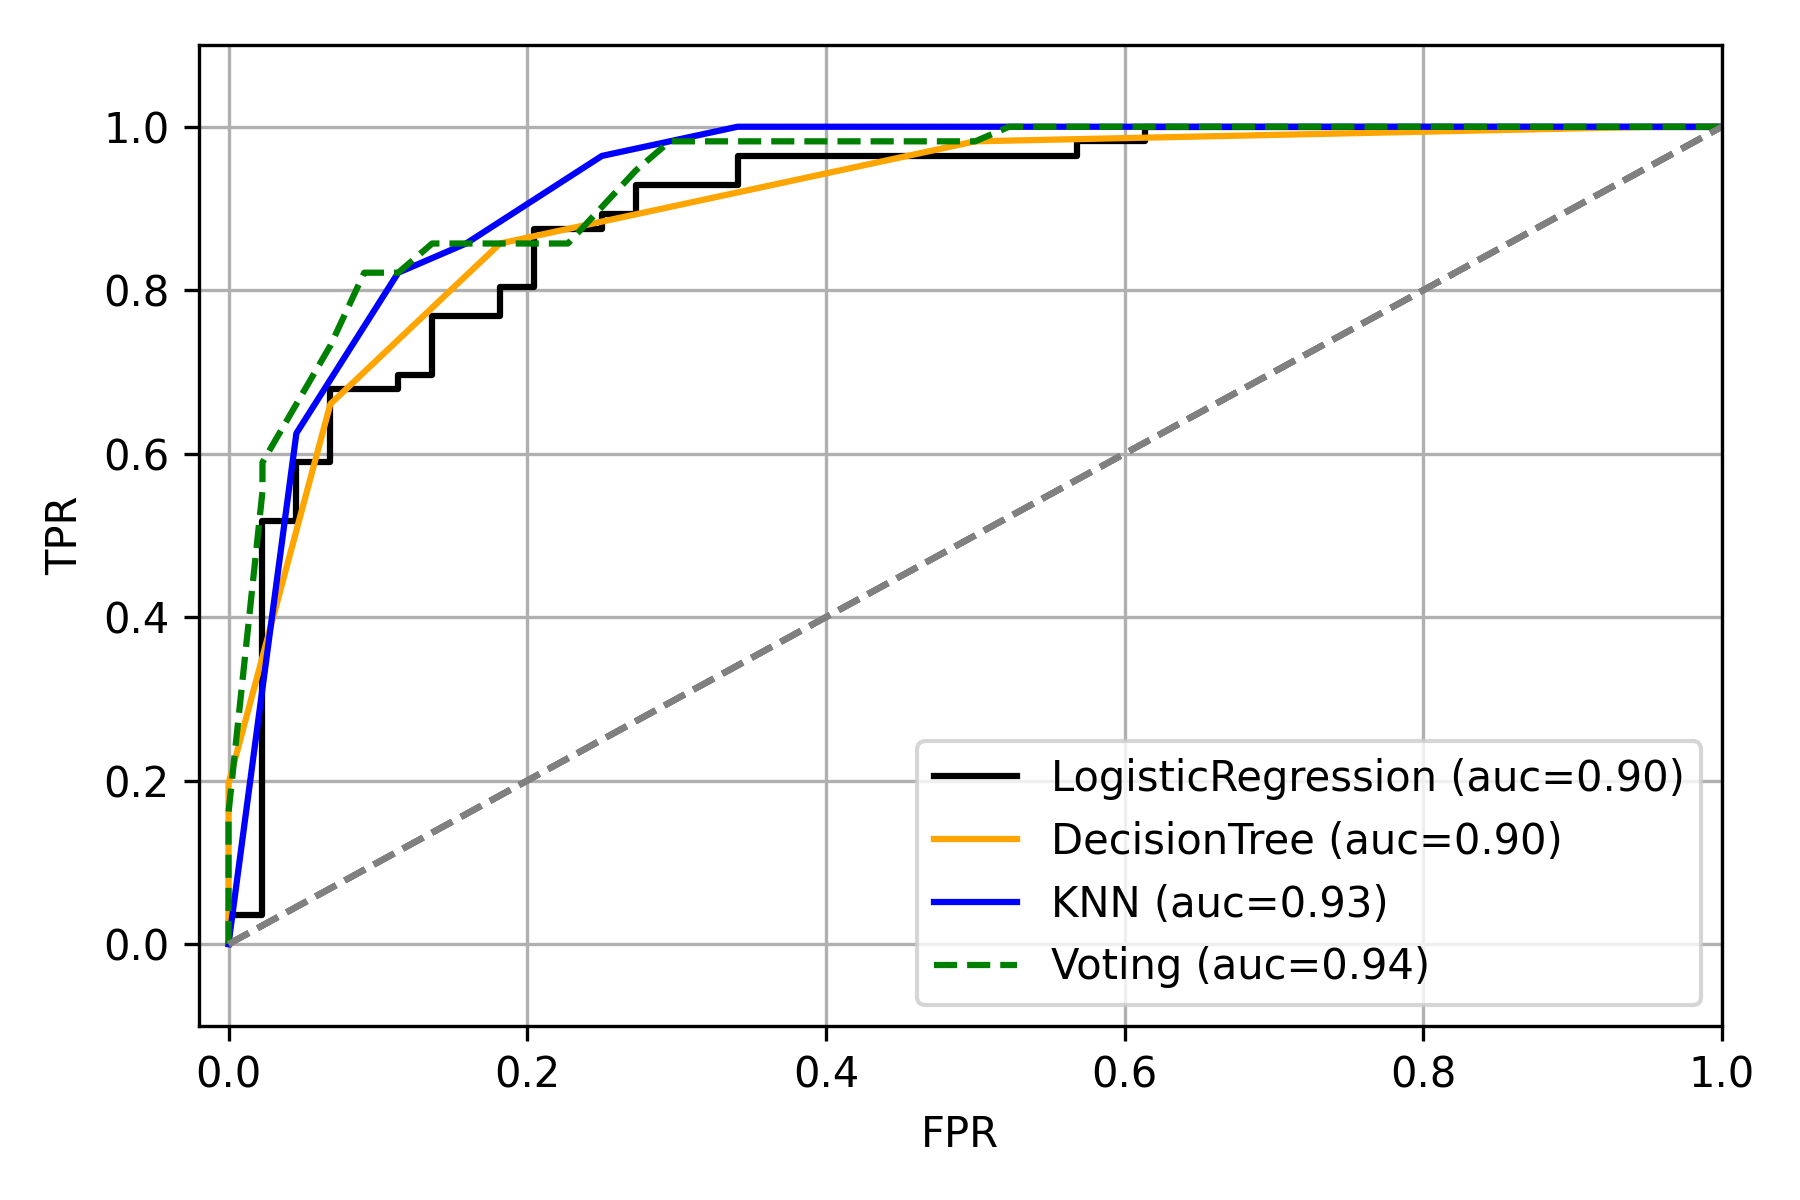 1.0
0.8
0.6
0.4
0.2
0.0
TPR
LogisticRegression (auc=0.90)
DecisionTree (auc=0.90)
KNN (auc=0.93)
Voting (auc=0.94)
0.0 0.2 0.4 0.6 0.8 1.0
FPR